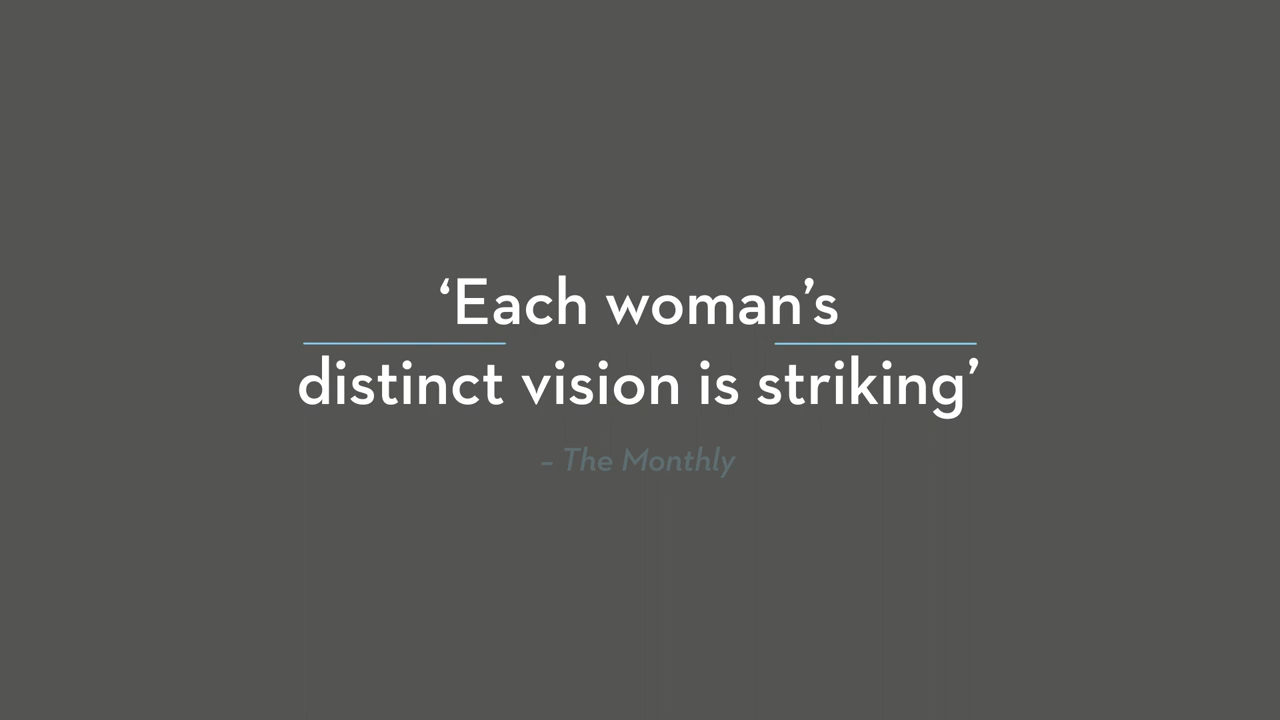 ‘Each woman’s
distinct vision is striking’
– The Monthly